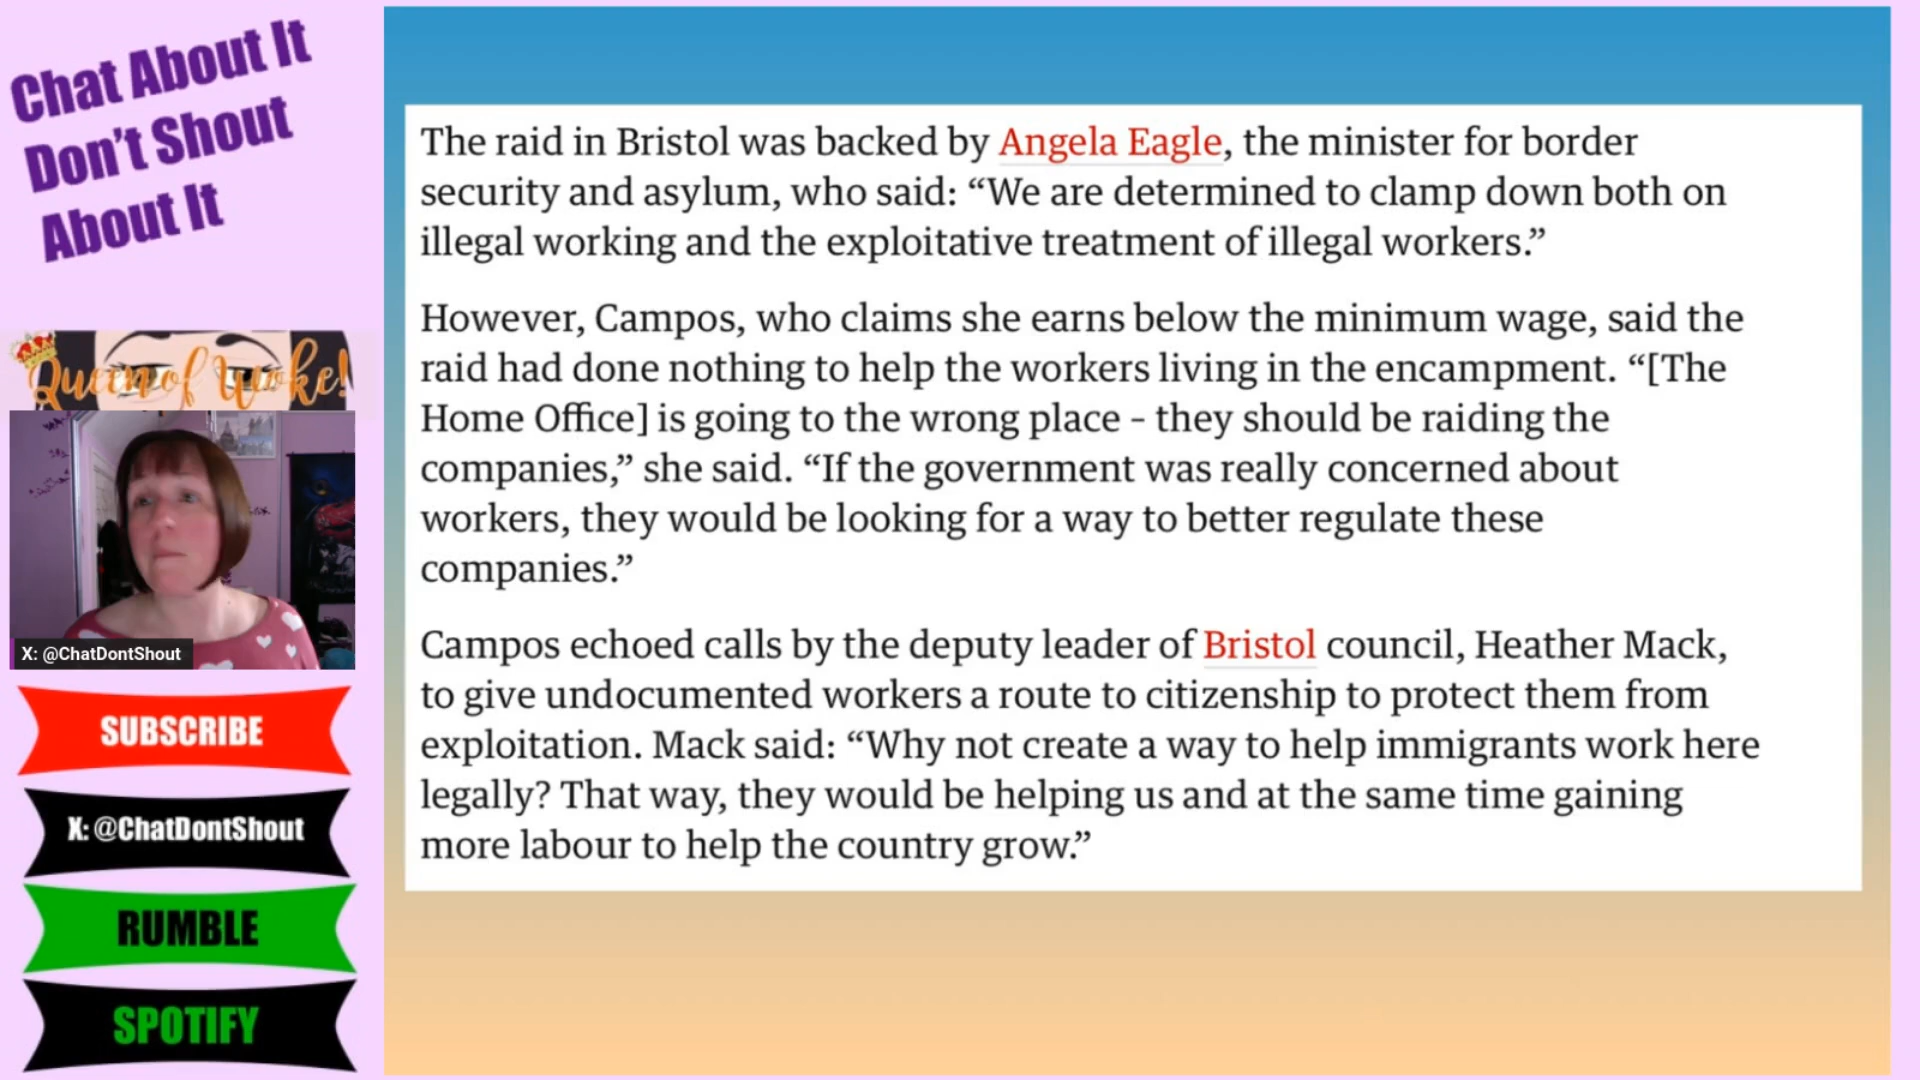 Chat About It
Don't Shout
About It
Queen of Woke!
X: @ChatDontShout
SUBSCRIBE
X: @ChatDontShout
RUMBLE
SPOTIFY
The raid in Bristol was backed by Angela Eagle, the minister for border
security and asylum, who said: “We are determined to clamp down both on
illegal working and the exploitative treatment of illegal workers.”
However, Campos, who claims she earns below the minimum wage, said the
raid had done nothing to help the workers living in the encampment. “[The
Home Office] is going to the wrong place – they should be raiding the
companies,” she said. “If the government was really concerned about
workers, they would be looking for a way to better regulate these
companies.”
Campos echoed calls by the deputy leader of Bristol council, Heather Mack,
to give undocumented workers a route to citizenship to protect them from
exploitation. Mack said: “Why not create a way to help immigrants work here
legally? That way, they would be helping us and at the same time gaining
more labour to help the country grow.”